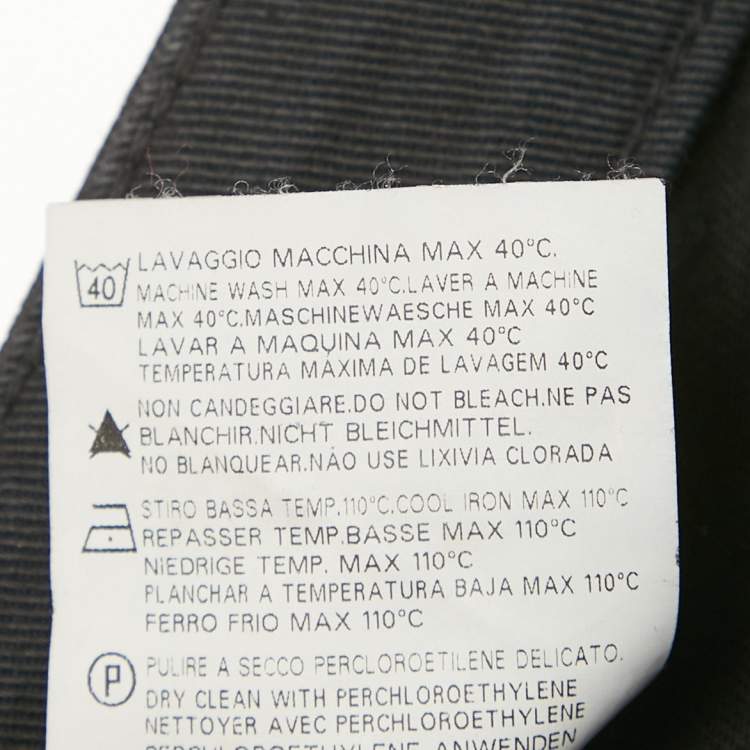 40
LAVAGGIO MACCHINA MAX 40°C.
MACHINE WASH MAX 40°C.LAVER A MACHINE
MAX 40°C.MASCHINEWAESCHE MAX 40°C
LAVAR A MAQUINA MAX 40°C
TEMPERATURA MÁXIMA DE LAVAGEM 40°C
NON CANDEGGIARE.DO NOT BLEACH.NE PAS
BLANCHIR.NICHT BLEICHMITTEL.
NO BLANQUEAR.NÃO USE LIXIVIA CLORADA
STIRO BASSA TEMP.110°C.COOL IRON MAX 110°C
REPASSER TEMP.BASSE MAX 110°C
NIEDRIGE TEMP. MAX 110°C
PLANCHAR A TEMPERATURA BAJA MAX 110°C
FERRO FRIO MAX 110°C
P
PULIRE A SECCO PERCLOROETILENE DELICATO.
DRY CLEAN WITH PERCHLOROETHYLENE
NETTOYER AVEC PERCHLOROETHYLENE
PERCHLOROETHYLENE ANWENDEN